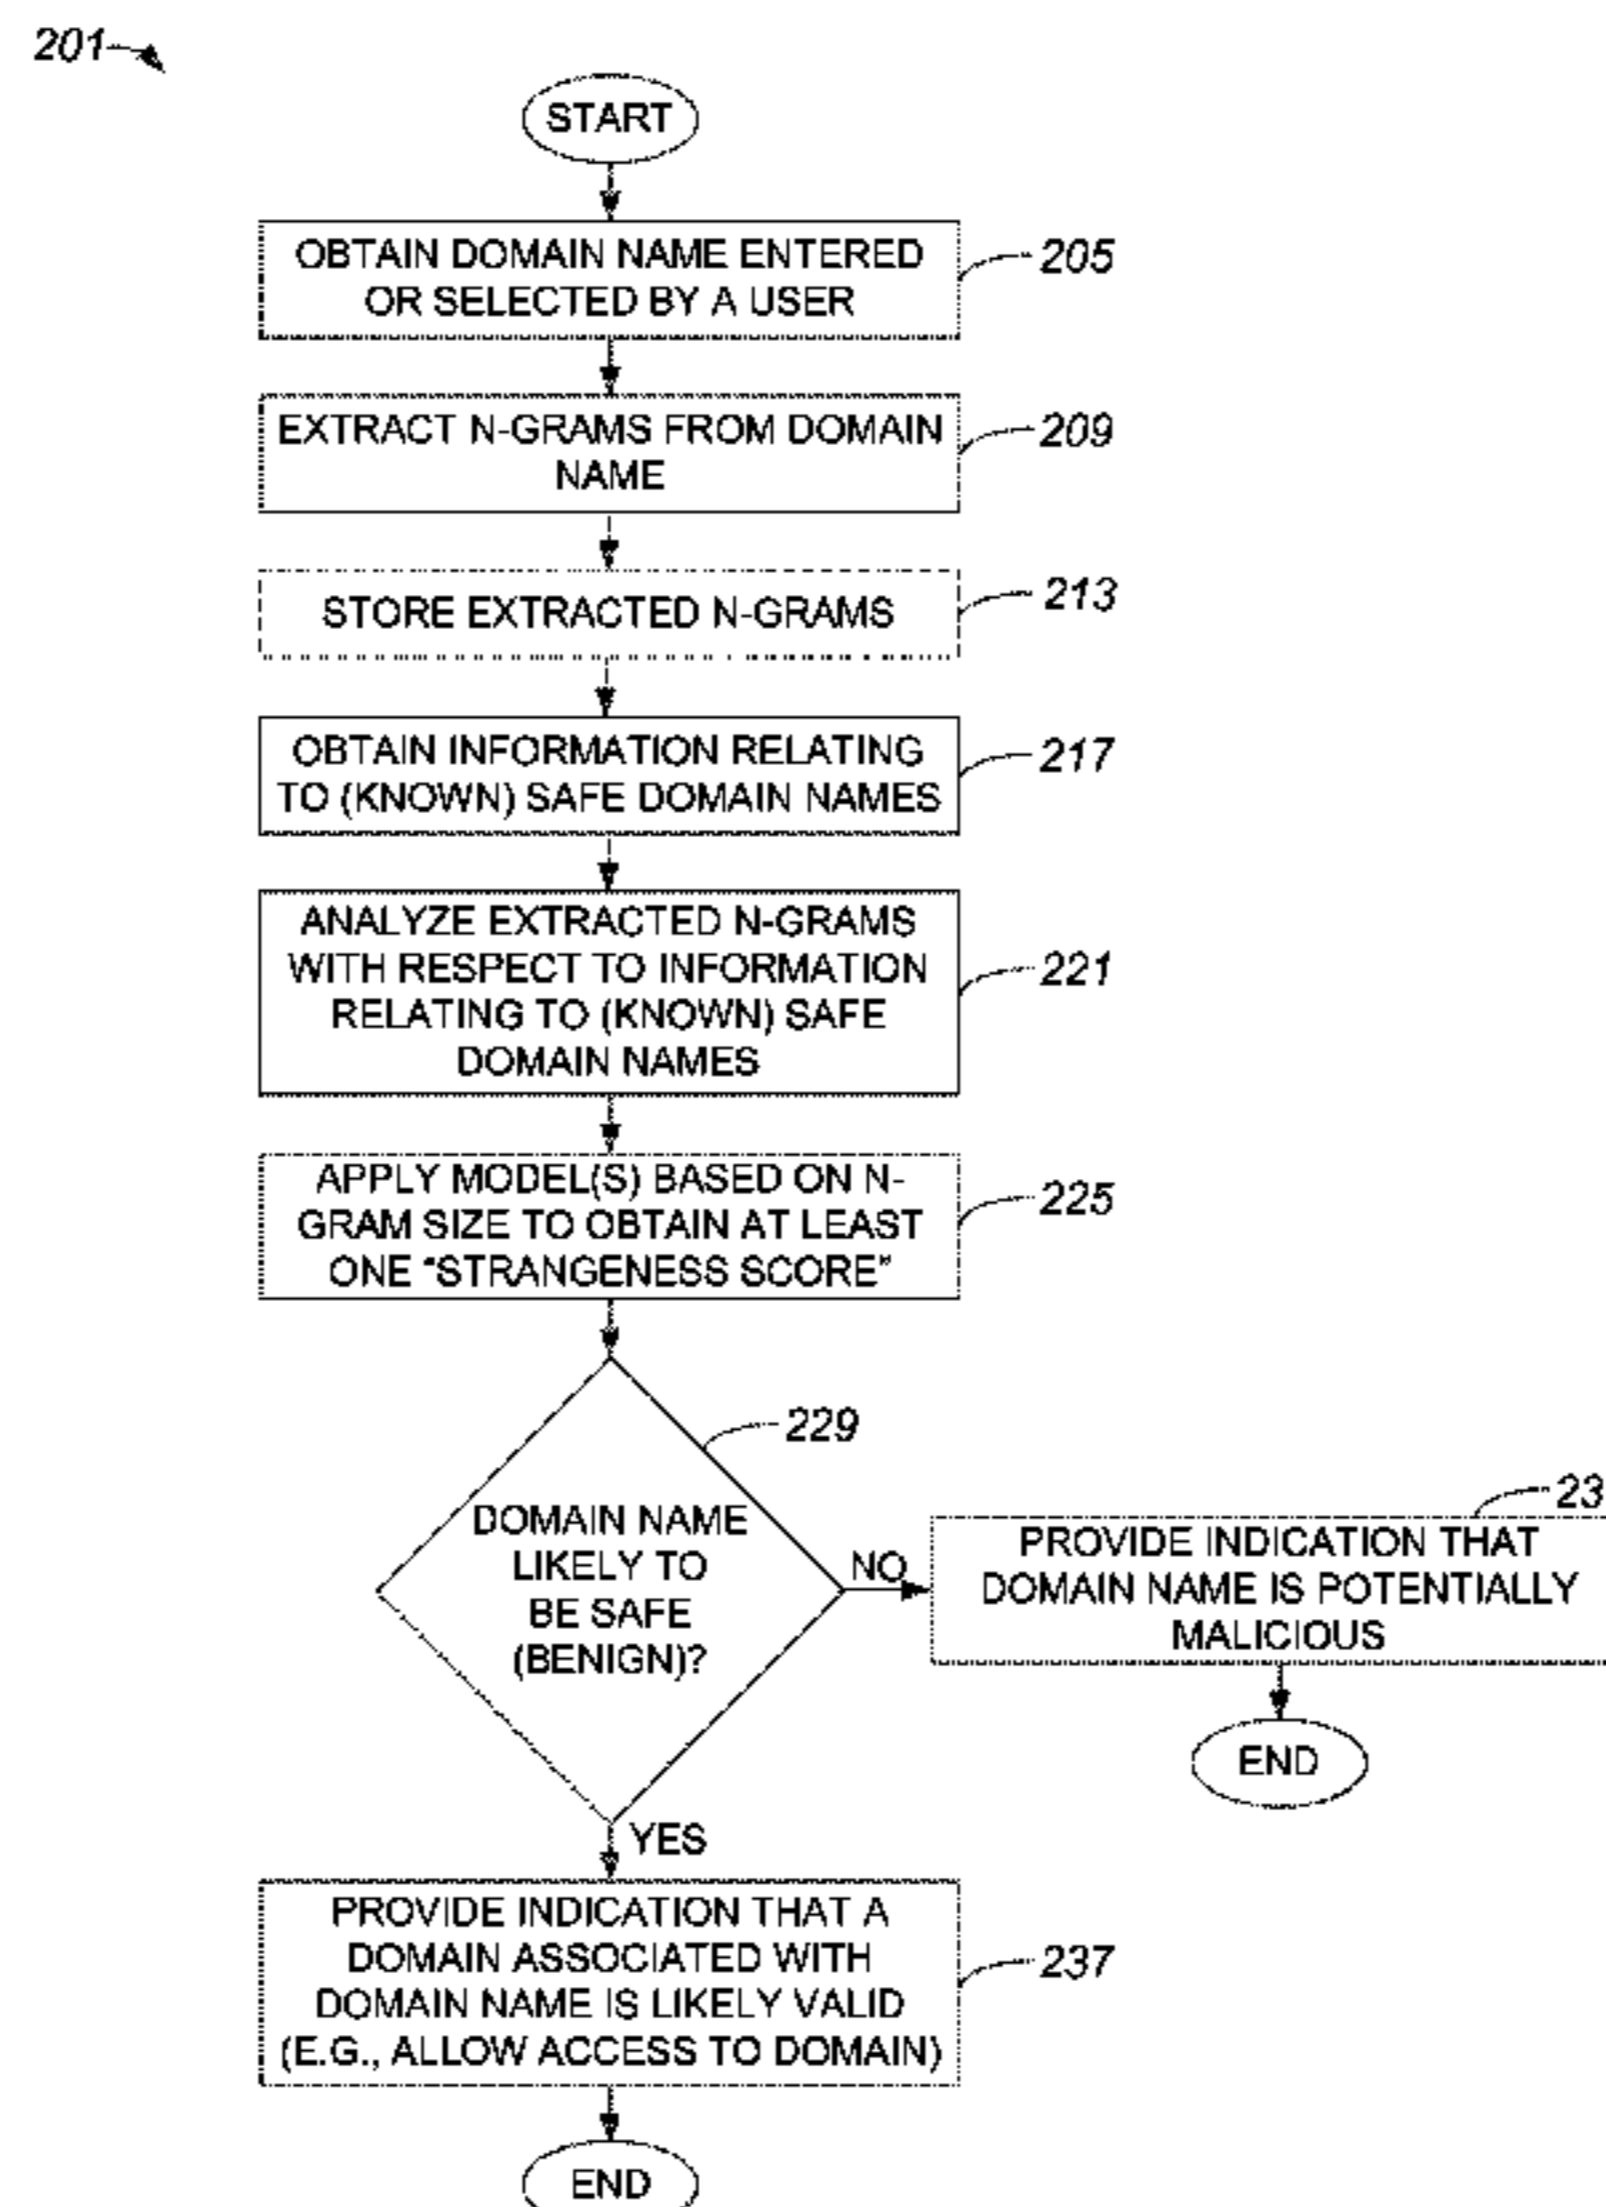 201
START
OBTAIN DOMAIN NAME ENTERED
OR SELECTED BY A USER
205
EXTRACT N-GRAMS FROM DOMAIN
NAME
209
STORE EXTRACTED N-GRAMS
213
OBTAIN INFORMATION RELATING
TO (KNOWN) SAFE DOMAIN NAMES
217
ANALYZE EXTRACTED N-GRAMS
WITH RESPECT TO INFORMATION
RELATING TO (KNOWN) SAFE
DOMAIN NAMES
221
APPLY MODEL(S) BASED ON N-
GRAM SIZE TO OBTAIN AT LEAST
ONE "STRANGENESS SCORE"
225
229
DOMAIN NAME
LIKELY TO
BE SAFE
(BENIGN)?
NO
23
PROVIDE INDICATION THAT
DOMAIN NAME IS POTENTIALLY
MALICIOUS
END
YES
PROVIDE INDICATION THAT A
DOMAIN ASSOCIATED WITH
DOMAIN NAME IS LIKELY VALID
(E.G., ALLOW ACCESS TO DOMAIN)
237
END